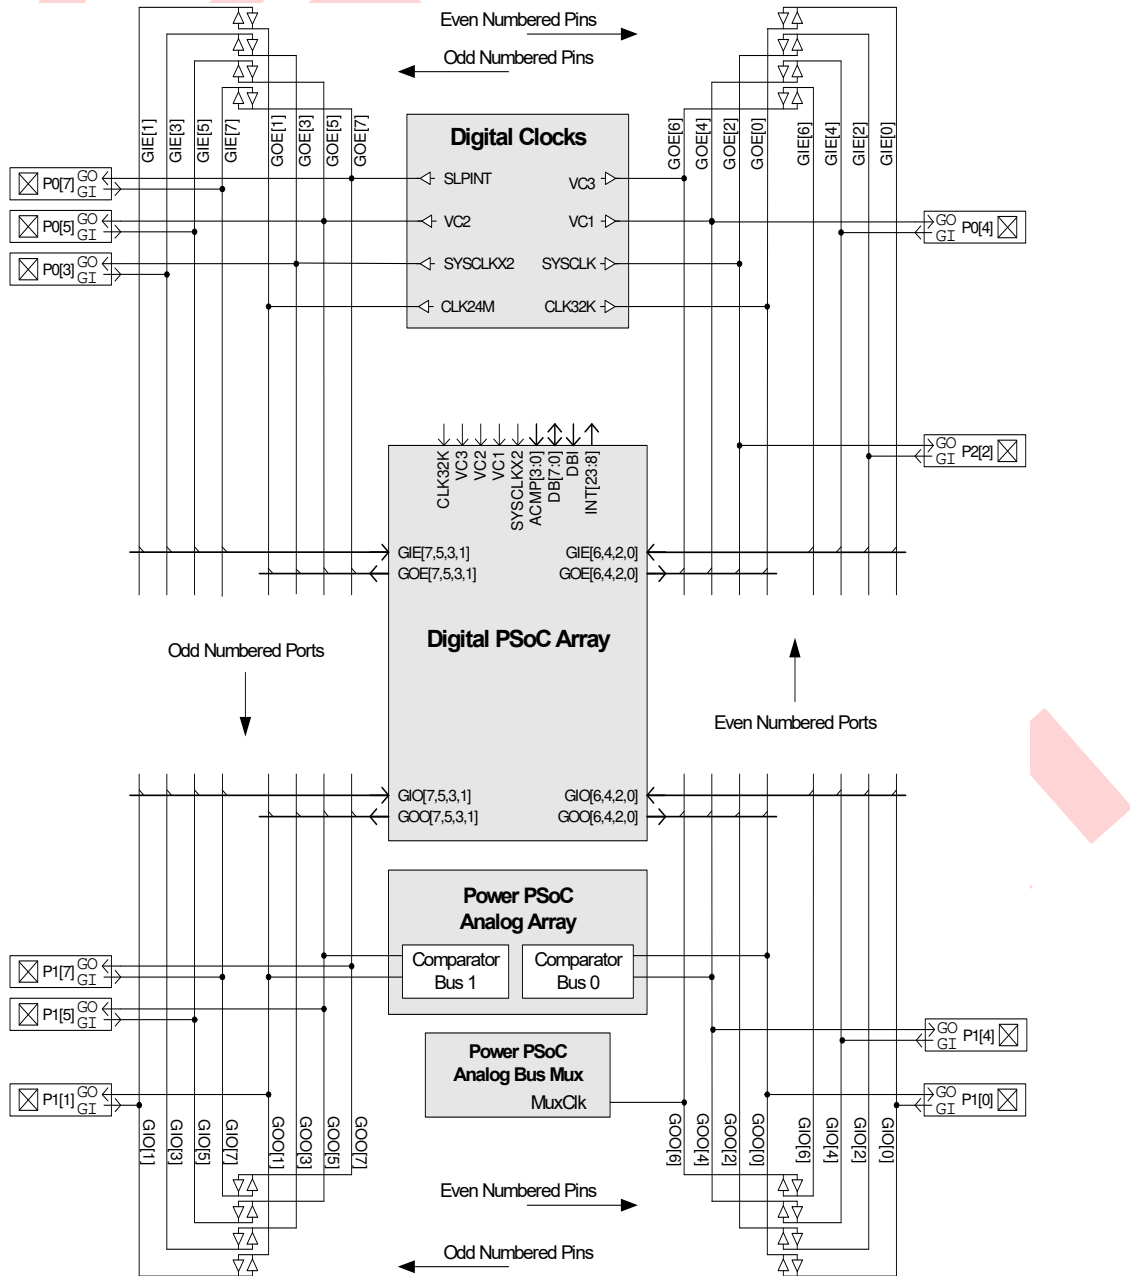 Even Numbered Pins
Odd Numbered Pins
GIE[1]
GIE[3]
GIE[5]
GIE[7]
GOE[1]
GOE[3]
GOE[5]
GOE[7]
GOE[6]
GOE[4]
GOE[2]
GOE[0]
GIE[6]
GIE[4]
GIE[2]
GIE[0]
Digital Clocks
SLPINT
VC3
VC2
VC1
SYSCLKX2
SYSCLK
CLK24M
CLK32K
P0[7] GO
GI
P0[5] GO
GI
P0[3] GO
GI
GO
GI P0[4]
GO
GI P2[2]
CLK32K
VC3
VC2
VC1
SYSCLKX2
ACMP[3:0]
DB[7:0]
DBI
INT[23:8]
GIE[7,5,3,1]
GIE[6,4,2,0]
GOE[7,5,3,1]
GOE[6,4,2,0]
Digital PSoC Array
Odd Numbered Ports
Even Numbered Ports
GIO[7,5,3,1]
GIO[6,4,2,0]
GOO[7,5,3,1]
GOO[6,4,2,0]
Power PSoC
Analog Array
Comparator
Bus 1
Comparator
Bus 0
P1[7] GO
GI
P1[5] GO
GI
P1[1] GO
GI
GO
GI P1[4]
GO
GI P1[0]
Power PSoC
Analog Bus Mux
MuxClk
GIO[1]
GIO[3]
GIO[5]
GIO[7]
GOO[1]
GOO[3]
GOO[5]
GOO[7]
GOO[6]
GOO[4]
GOO[2]
GOO[0]
GIO[6]
GIO[4]
GIO[2]
GIO[0]
Even Numbered Pins
Odd Numbered Pins